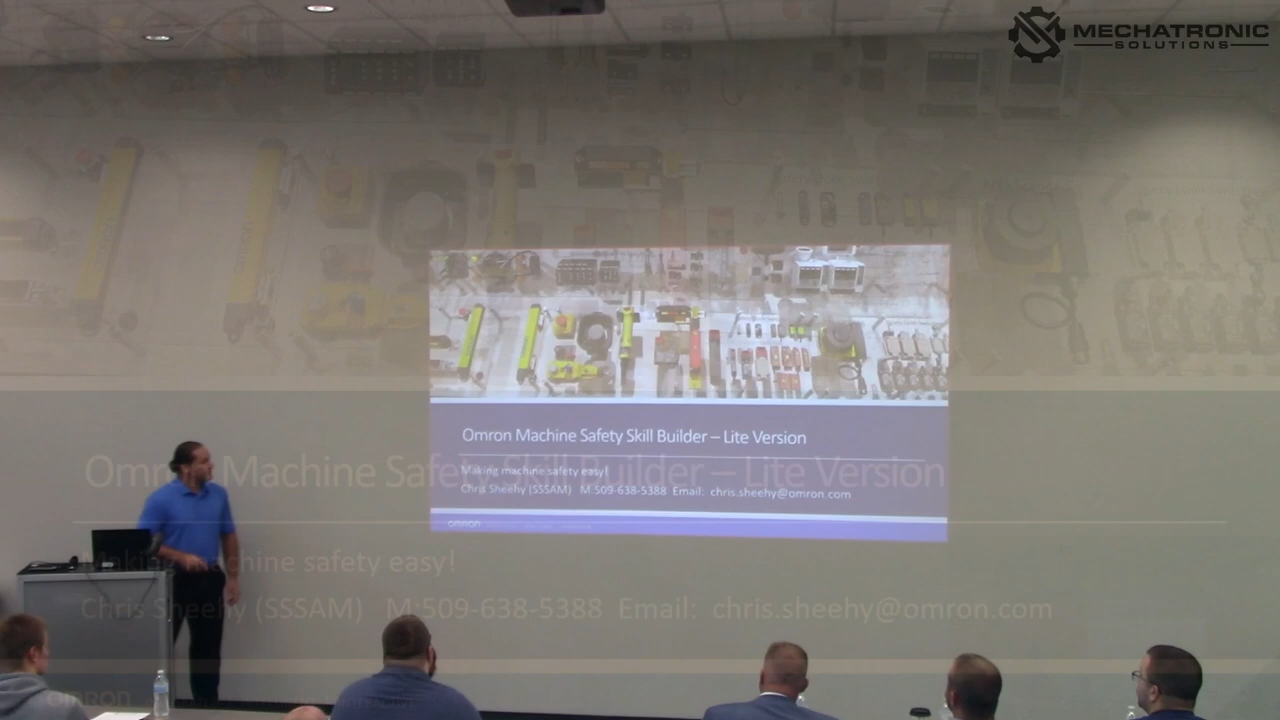 MECHATRONIC
SOLUTIONS
Omron Machine Safety Skill Builder – Lite Version
Making machine safety easy!
Chris Sheehy (SSSAM) M:509-638-5388 Email: chris.sheehy@omron.com
OMRON
Omron Machine Safety Skill Builder – Lite Version
Making machine safety easy!
Chris Sheehy (SSSAM) M:509-638-5388 Email: chris.sheehy@omron.com
OMRON